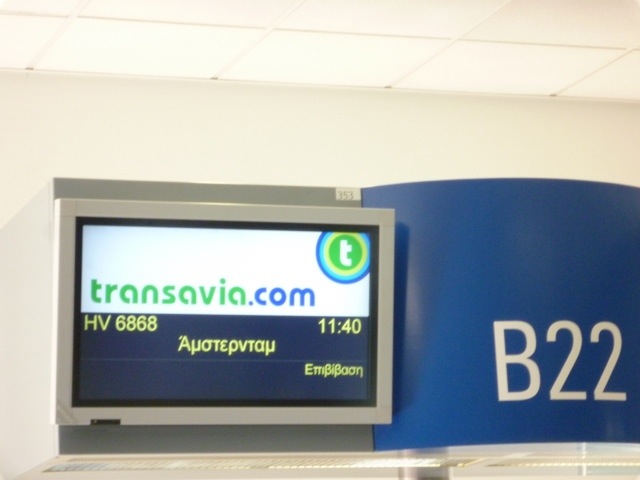 353
t
transavia.com
HV 6868 11:40
Άμστερνταμ
Επιβίβαση
B22